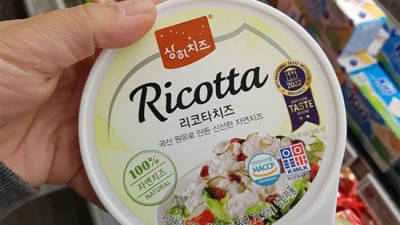 상하치즈
Ricotta
리코타치즈
국산 원유로 만든 신선한 자연치즈
100%
자연치즈
NATURAL
2022
TASTE
HACCP
K·MILK